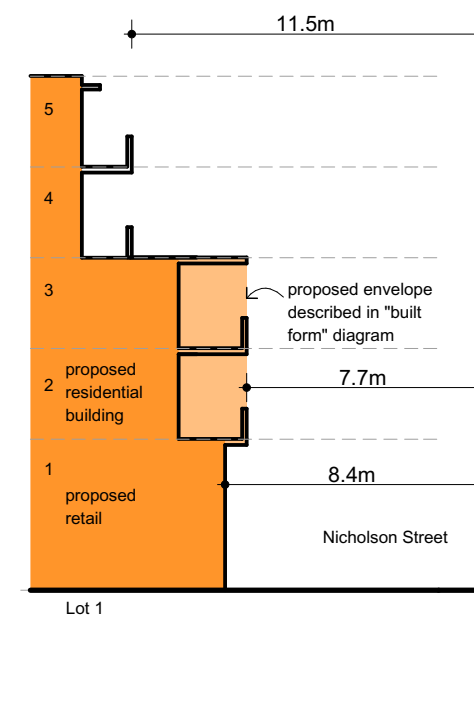 11.5m
5
4
3
proposed envelope
described in "built
form" diagram
2
proposed
residential
building
7.7m
1
proposed
retail
8.4m
Nicholson Street
Lot 1